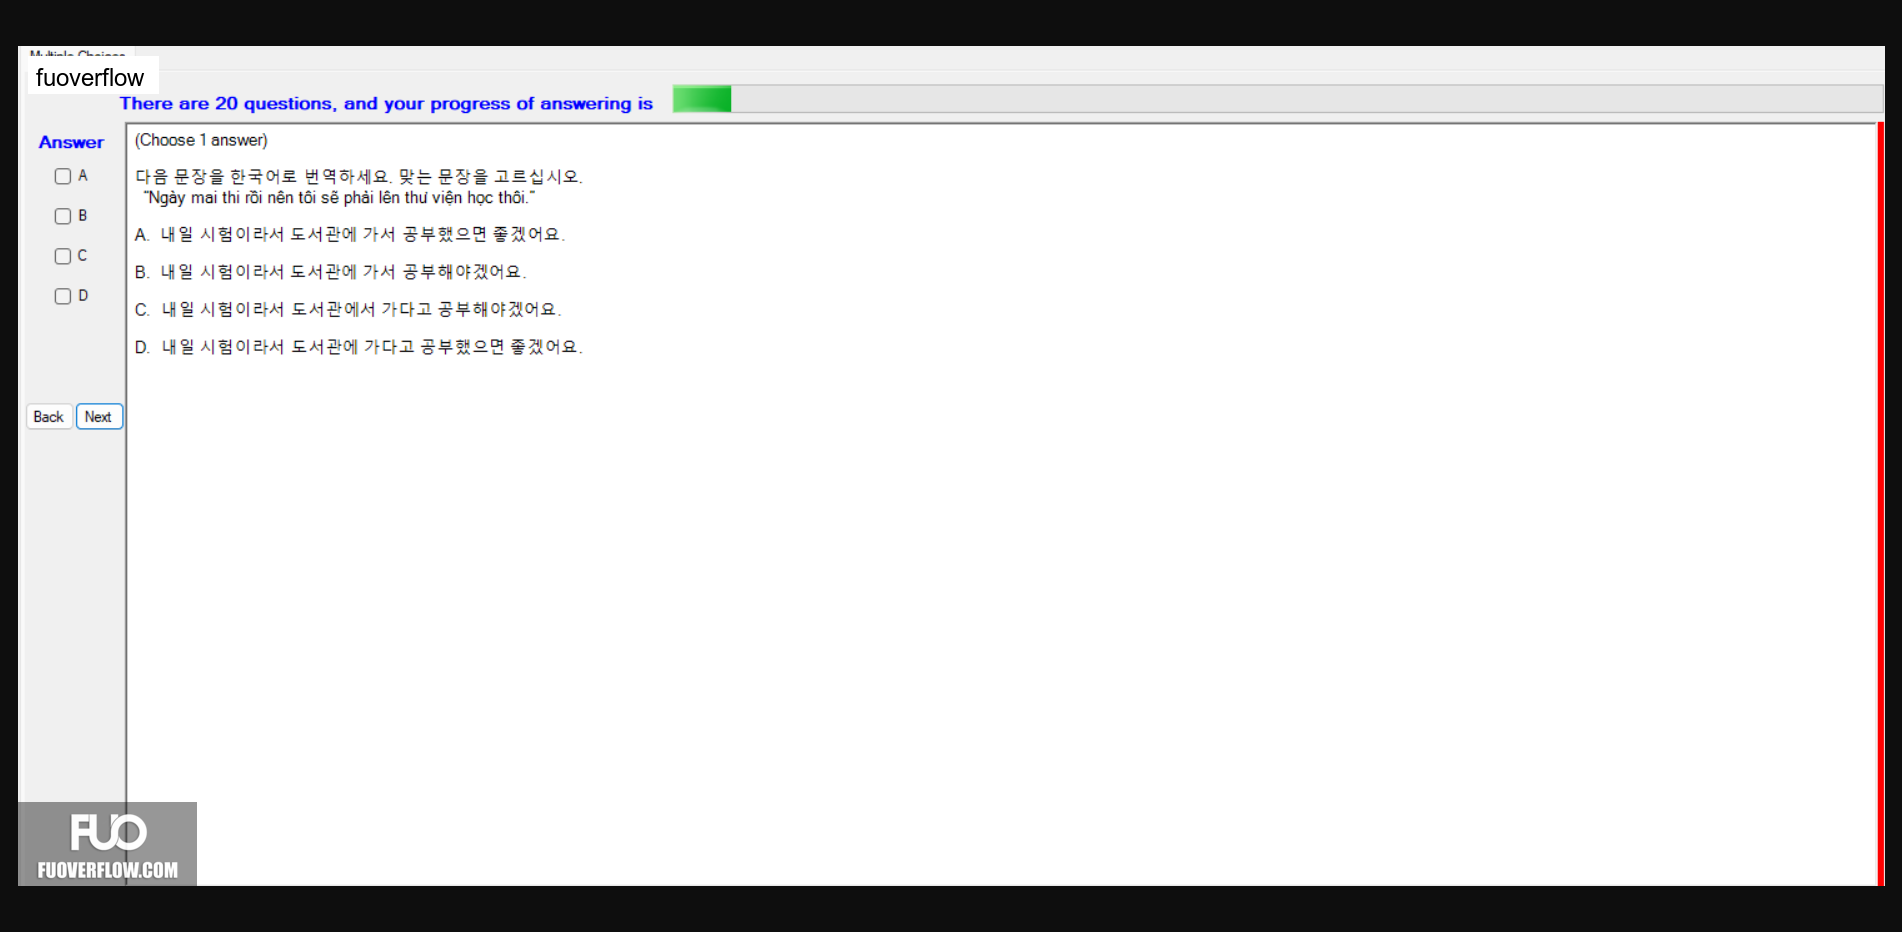 fuoverflow
There are 20 questions, and your progress of answering is
Answer
(Choose 1 answer)
A
B
C
D
다음 문장을 한국어로 번역하세요. 맞는 문장을 고르십시오.
"Ngày mai thi rồi nên tôi sẽ phải lên thư viện học thôi."
A. 내일 시험이라서 도서관에 가서 공부했으면 좋겠어요.
B. 내일 시험이라서 도서관에 가서 공부해야겠어요.
C. 내일 시험이라서 도서관에서 가다고 공부해야겠어요.
D. 내일 시험이라서 도서관에 가다고 공부했으면 좋겠어요.
Back Next
FUO
FUOVERFLOW.COM